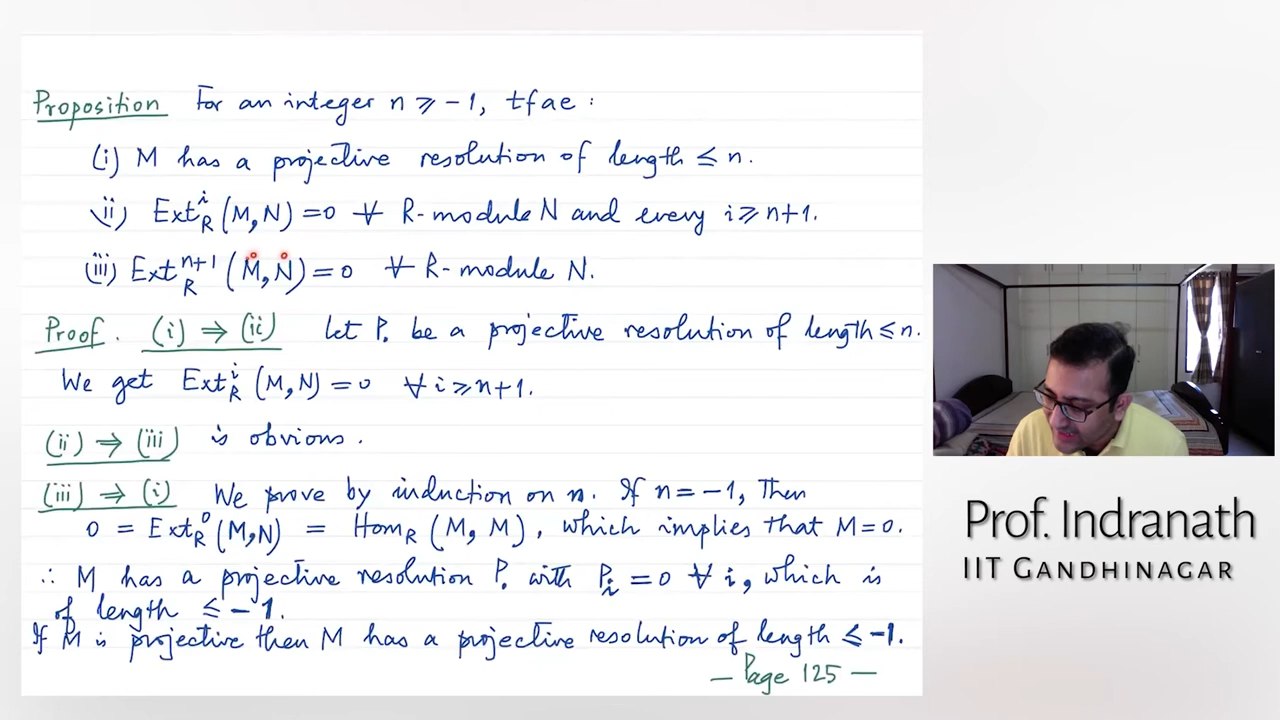 Proposition For an integer n ⩾ -1, tfae :
(i) M has a projective resolution of length ≤ n.
(ii) Ext^i_R (M, N) = 0 ∀ R-module N and every i ⩾ n+1.
(iii) Ext^{n+1}_R (M, N) = 0 ∀ R-module N.
Proof. (i) ⇒ (ii) Let P. be a projective resolution of length ≤ n.
We get Ext^i_R (M, N) = 0 ∀ i ⩾ n+1.
(ii) ⇒ (iii) is obvious.
(iii) ⇒ (i) We prove by induction on n. If n = -1, then
0 = Ext^0_R (M, N) = Hom_R (M, M), which implies that M = 0.
∴ M has a projective resolution P. with P_i = 0 ∀ i, which is
of length ≤ -1.
If M is projective then M has a projective resolution of length ≤ -1.
— Page 125 —
Prof. Indranath
IIT GANDHINAGAR